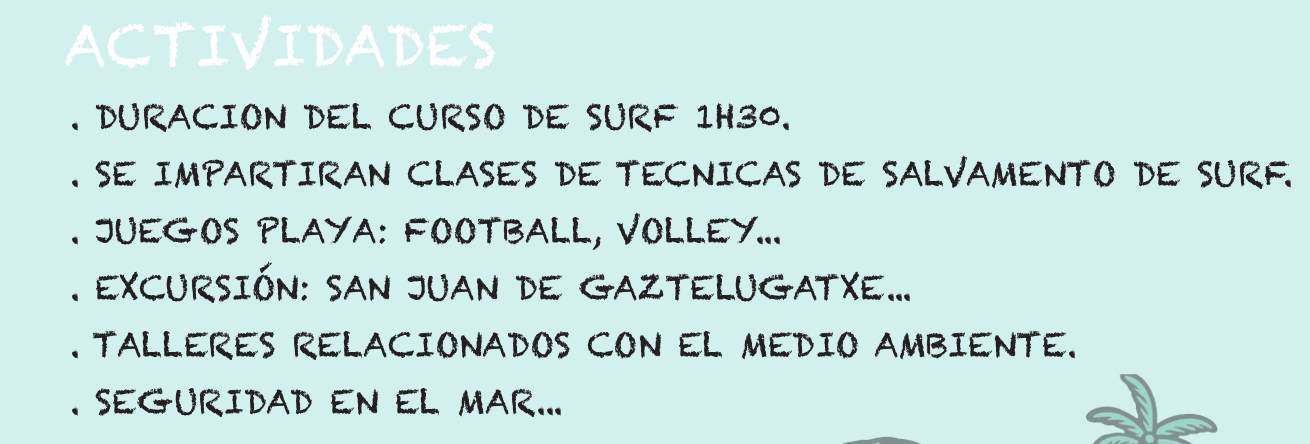 ACTIVIDADES
. DURACION DEL CURSO DE SURF 1H30.
. SE IMPARTIRAN CLASES DE TECNICAS DE SALVAMENTO DE SURF.
. JUEGOS PLAYA: FOOTBALL, VOLLEY...
. EXCURSIÓN: SAN JUAN DE GAZTELUGATXE...
. TALLERES RELACIONADOS CON EL MEDIO AMBIENTE.
. SEGURIDAD EN EL MAR...